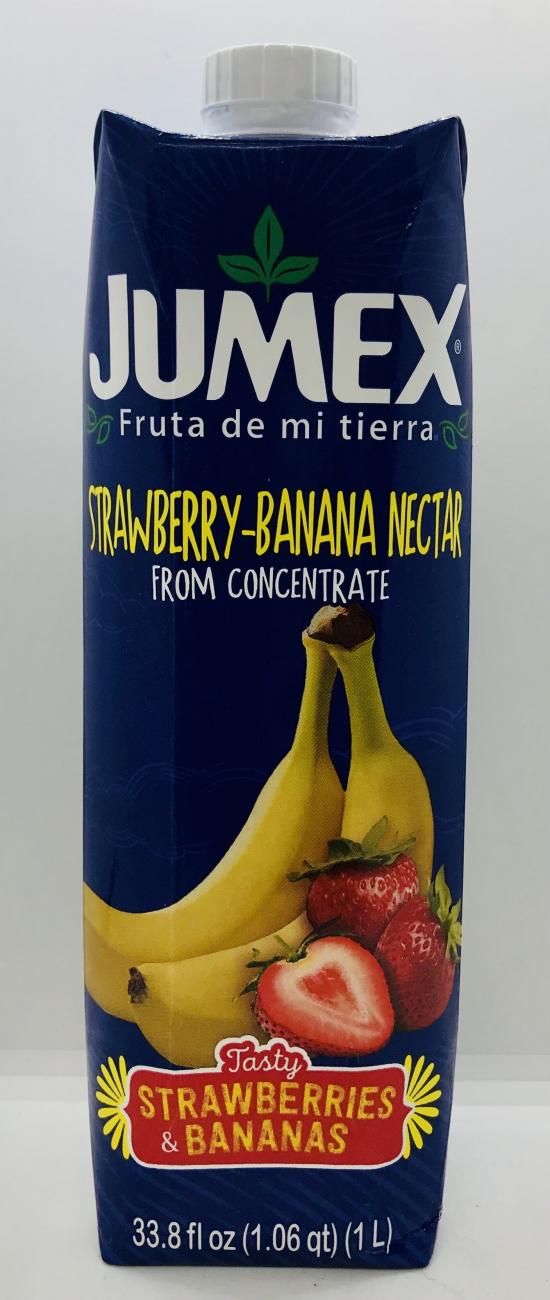 JUMEX®
Fruta de mi tierra
STRAWBERRY-BANANA NECTAR
FROM CONCENTRATE
Tasty
STRAWBERRIES
& BANANAS
33.8 fl oz (1.06 qt) (1 L)